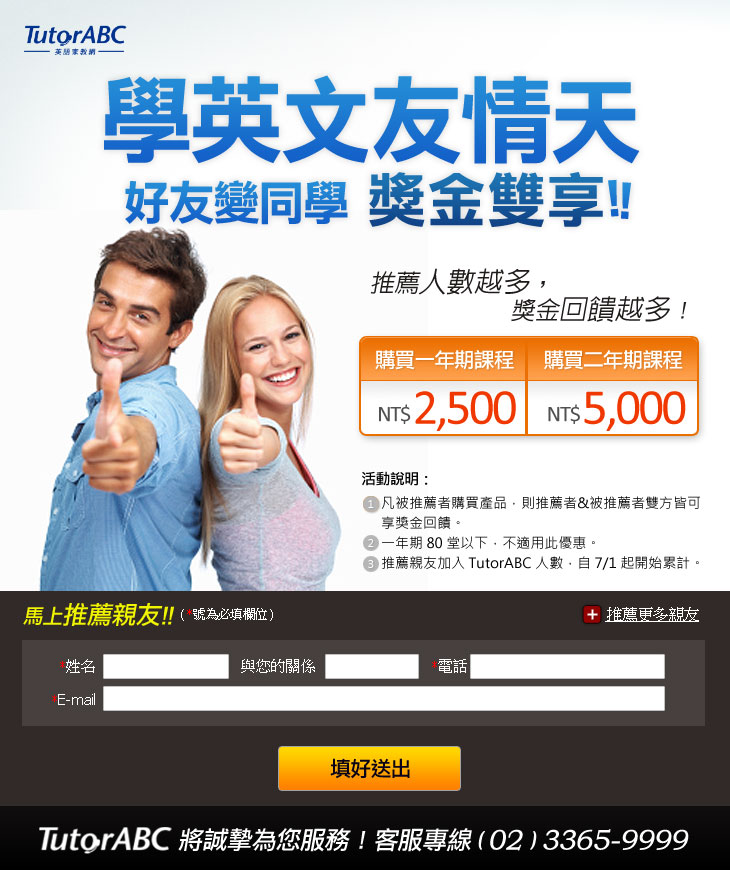 TutorABC
英語家教網
學英文友情天
好友變同學 獎金雙享!!
推薦人數越多，
獎金回饋越多！
購買一年期課程 購買二年期課程
NT$ 2,500 NT$ 5,000
活動說明：
1 凡被推薦者購買產品，則推薦者&被推薦者雙方皆可
享獎金回饋。
2 一年期 80 堂以下，不適用此優惠。
3 推薦親友加入 TutorABC 人數，自 7/1 起開始累計。
馬上推薦親友!! (*號為必填欄位) + 推薦更多親友
*姓名 與您的關係 *電話
*E-mail
填好送出
TutorABC 將誠摯為您服務！客服專線 ( 02 ) 3365-9999